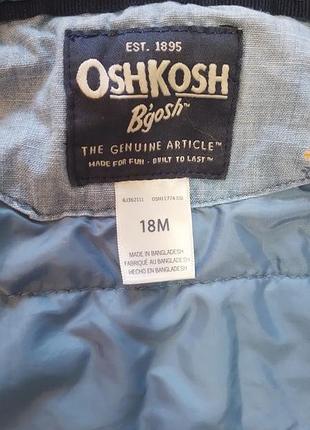 EST. 1895
OSHKOSH
B'gosh™
THE GENUINE ARTICLE™
MADE FOR FUN • BUILT TO LAST™
18M
MADE IN BANGLADESH
FABRIQUÉ AU BANGLADESH
HECHO EN BANGLADESH